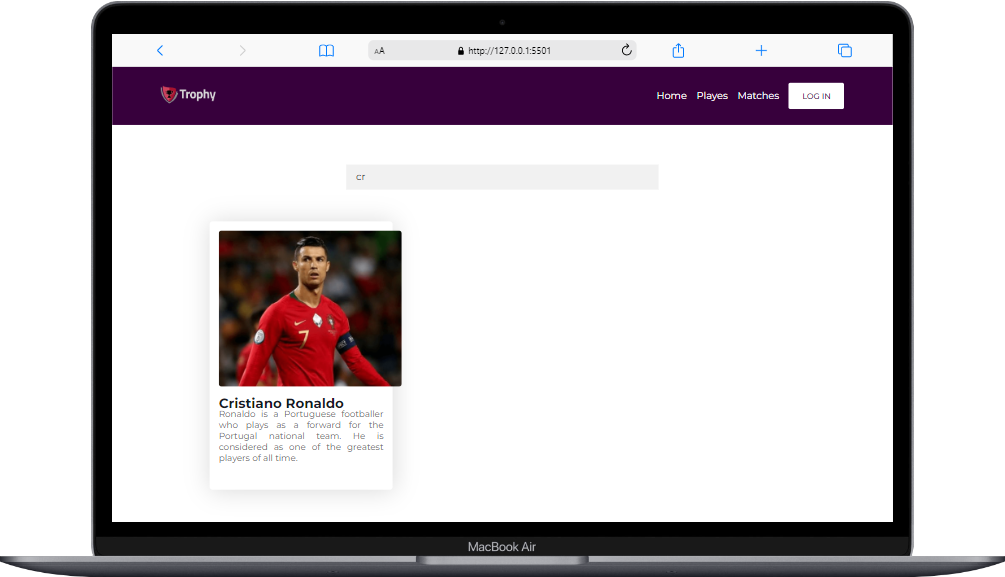 AA http://127.0.0.1:5501
Trophy Home Playes Matches LOG IN
cr
7
Cristiano Ronaldo
Ronaldo is a Portuguese footballer
who plays as a forward for the
Portugal national team. He is
considered as one of the greatest
players of all time.
MacBook Air